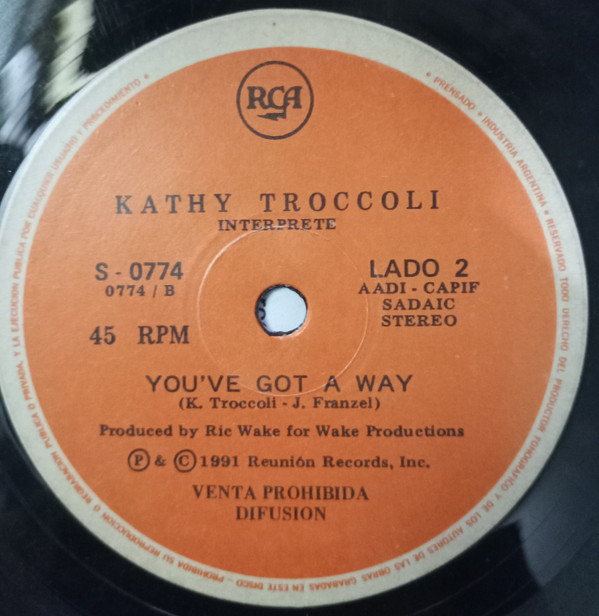 RCA
KATHY TROCCOLI
INTERPRETE
S - 0774
0774 / B
45 RPM
LADO 2
AADI - CAPIF
SADAIC
STEREO
YOU'VE GOT A WAY
(K. Troccoli - J. Franzel)
Produced by Ric Wake for Wake Productions
Ⓟ & Ⓒ 1991 Reunión Records, Inc.
VENTA PROHIBIDA
DIFUSION
* PRENSADO * INDUSTRIA ARGENTINA * RESERVADO TODO DERECHO DEL PRODUCTOR FONOGRAFICO Y DE LOS AUTORES DE LAS OBRAS GRABADAS EN ESTE DISCO — PROHIBIDA SU REPRODUCCION O REGRABACION PUBLICA O PRIVADA, Y LA EJECUCION PUBLICA POR CUALQUIER USUARIO Y PROCEDIMIENTO *